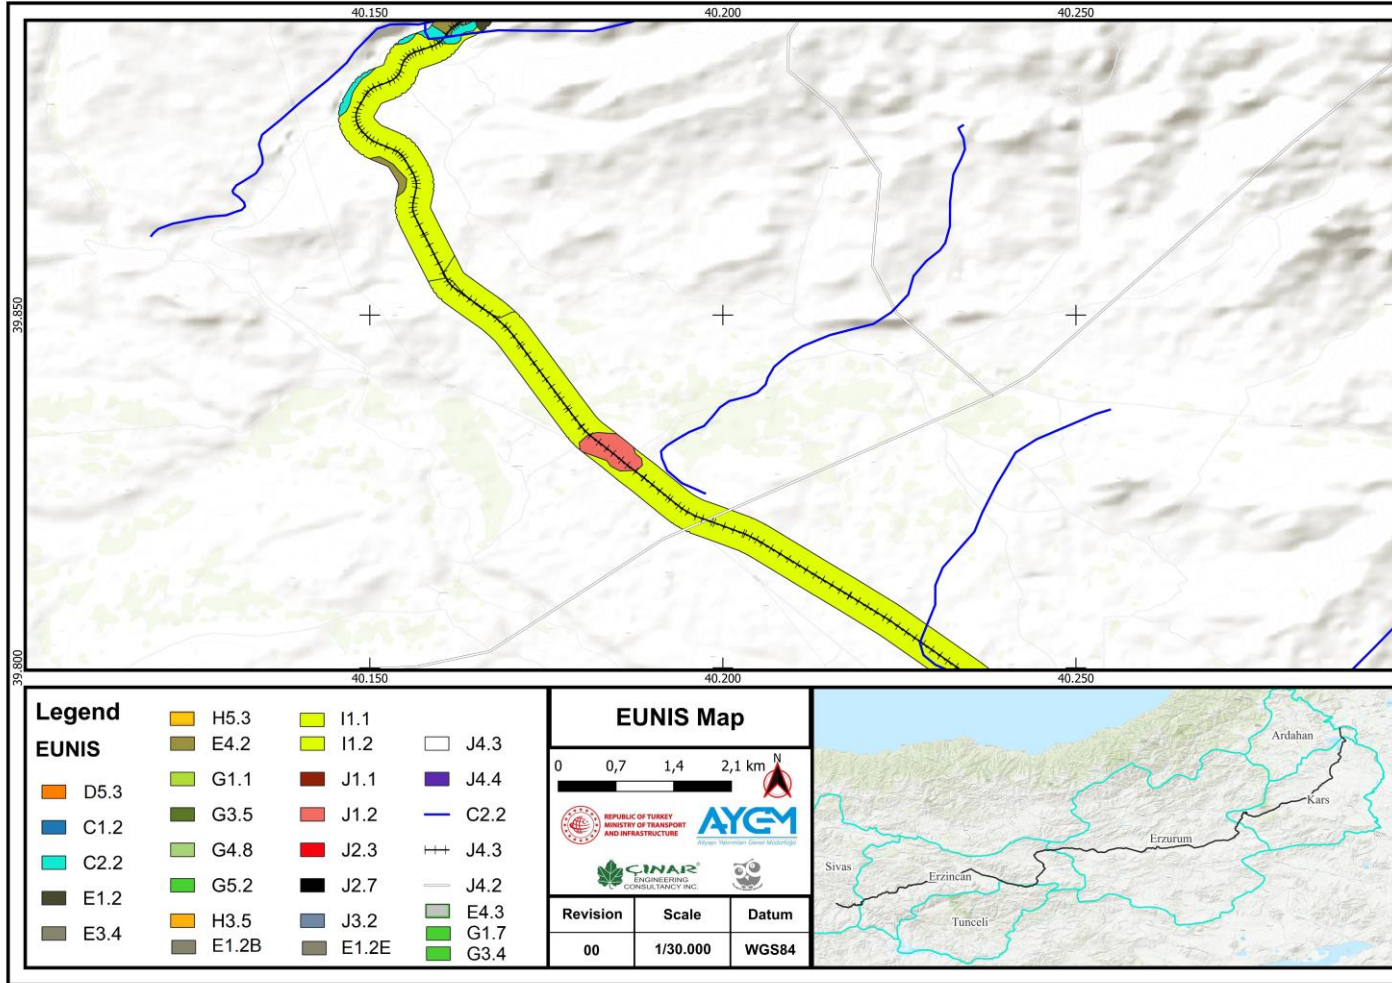 40.150
40.200
40.250
39.850
39.800
40.150
40.200
40.250
Legend
EUNIS
D5.3
C1.2
C2.2
E1.2
E3.4
H5.3
E4.2
G1.1
G3.5
G4.8
G5.2
H3.5
E1.2B
I1.1
I1.2
J1.1
J1.2
J2.3
J2.7
J3.2
E1.2E
J4.3
J4.4
C2.2
J4.3
J4.2
E4.3
G1.7
G3.4
EUNIS Map
0 0,7 1,4 2,1 km
N
REPUBLIC OF TURKEY
MINISTRY OF TRANSPORT
AND INFRASTRUCTURE
AYGM
Altyapı Yatırımları Genel Müdürlüğü
ÇINAR
ENGINEERING
CONSULTANCY INC.
Revision Scale Datum
00 1/30.000 WGS84
Ardahan
Kars
Erzurum
Sivas
Erzincan
Tunceli